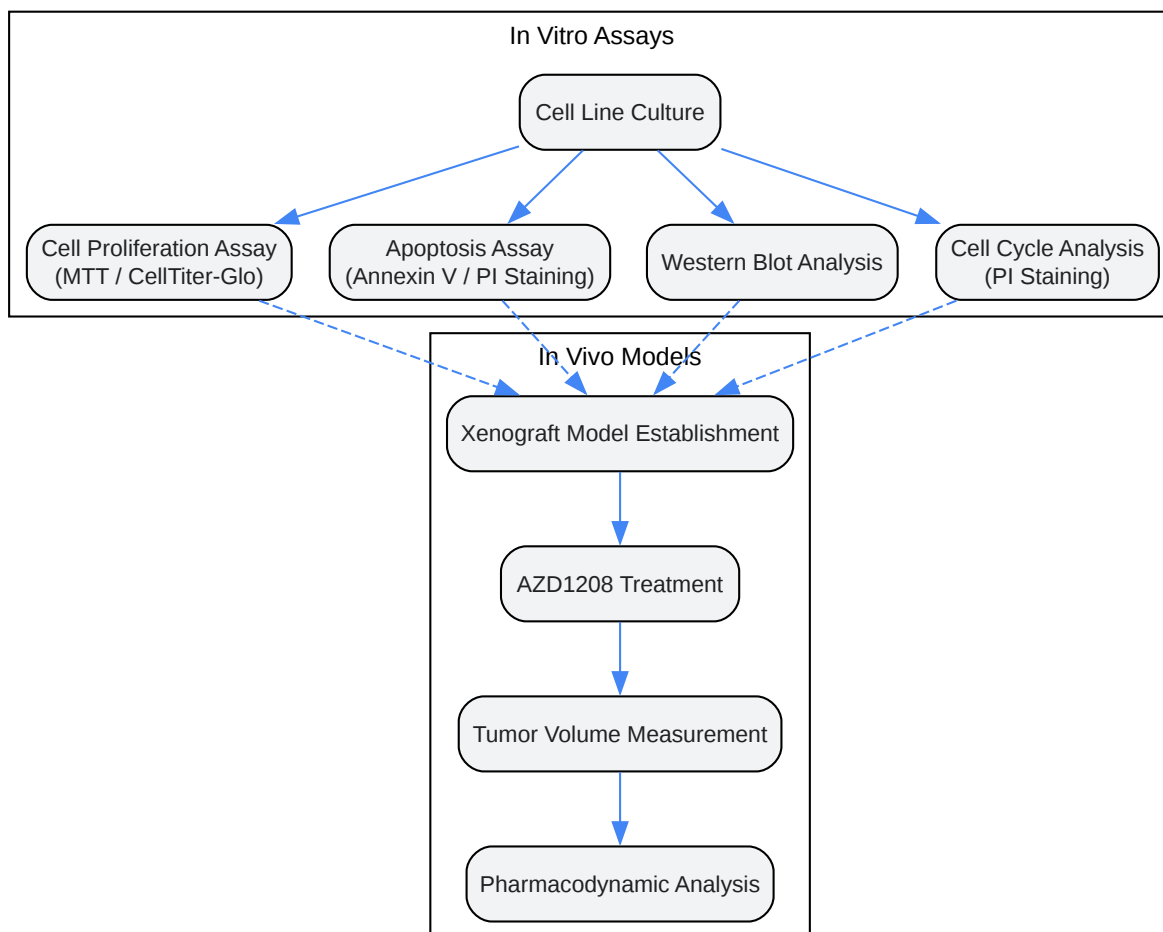 In Vitro Assays
Cell Line Culture
Cell Proliferation Assay
(MTT / CellTiter-Glo)
Apoptosis Assay
(Annexin V / PI Staining)
Western Blot Analysis
Cell Cycle Analysis
(PI Staining)
In Vivo Models
Xenograft Model Establishment
AZD1208 Treatment
Tumor Volume Measurement
Pharmacodynamic Analysis